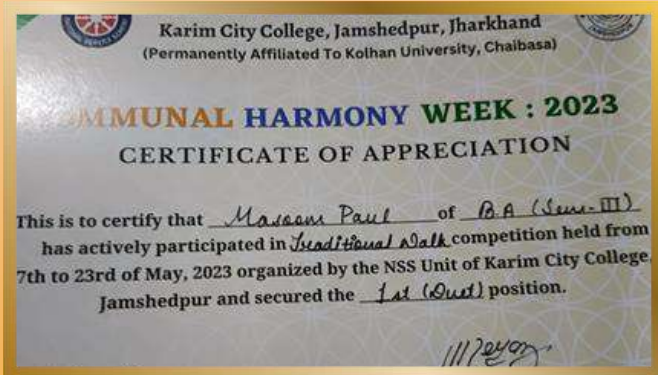 Karim City College, Jamshedpur, Jharkhand
(Permanently Affiliated To Kolhan University, Chaibasa)
MMUNAL HARMONY WEEK : 2023
CERTIFICATE OF APPRECIATION
This is to certify that Paul of B.A (Sem-III)
has actively participated in Traditional Walk competition held from
7th to 23rd of May, 2023 organized by the NSS Unit of Karim City College,
Jamshedpur and secured the 1st (Duet) position.